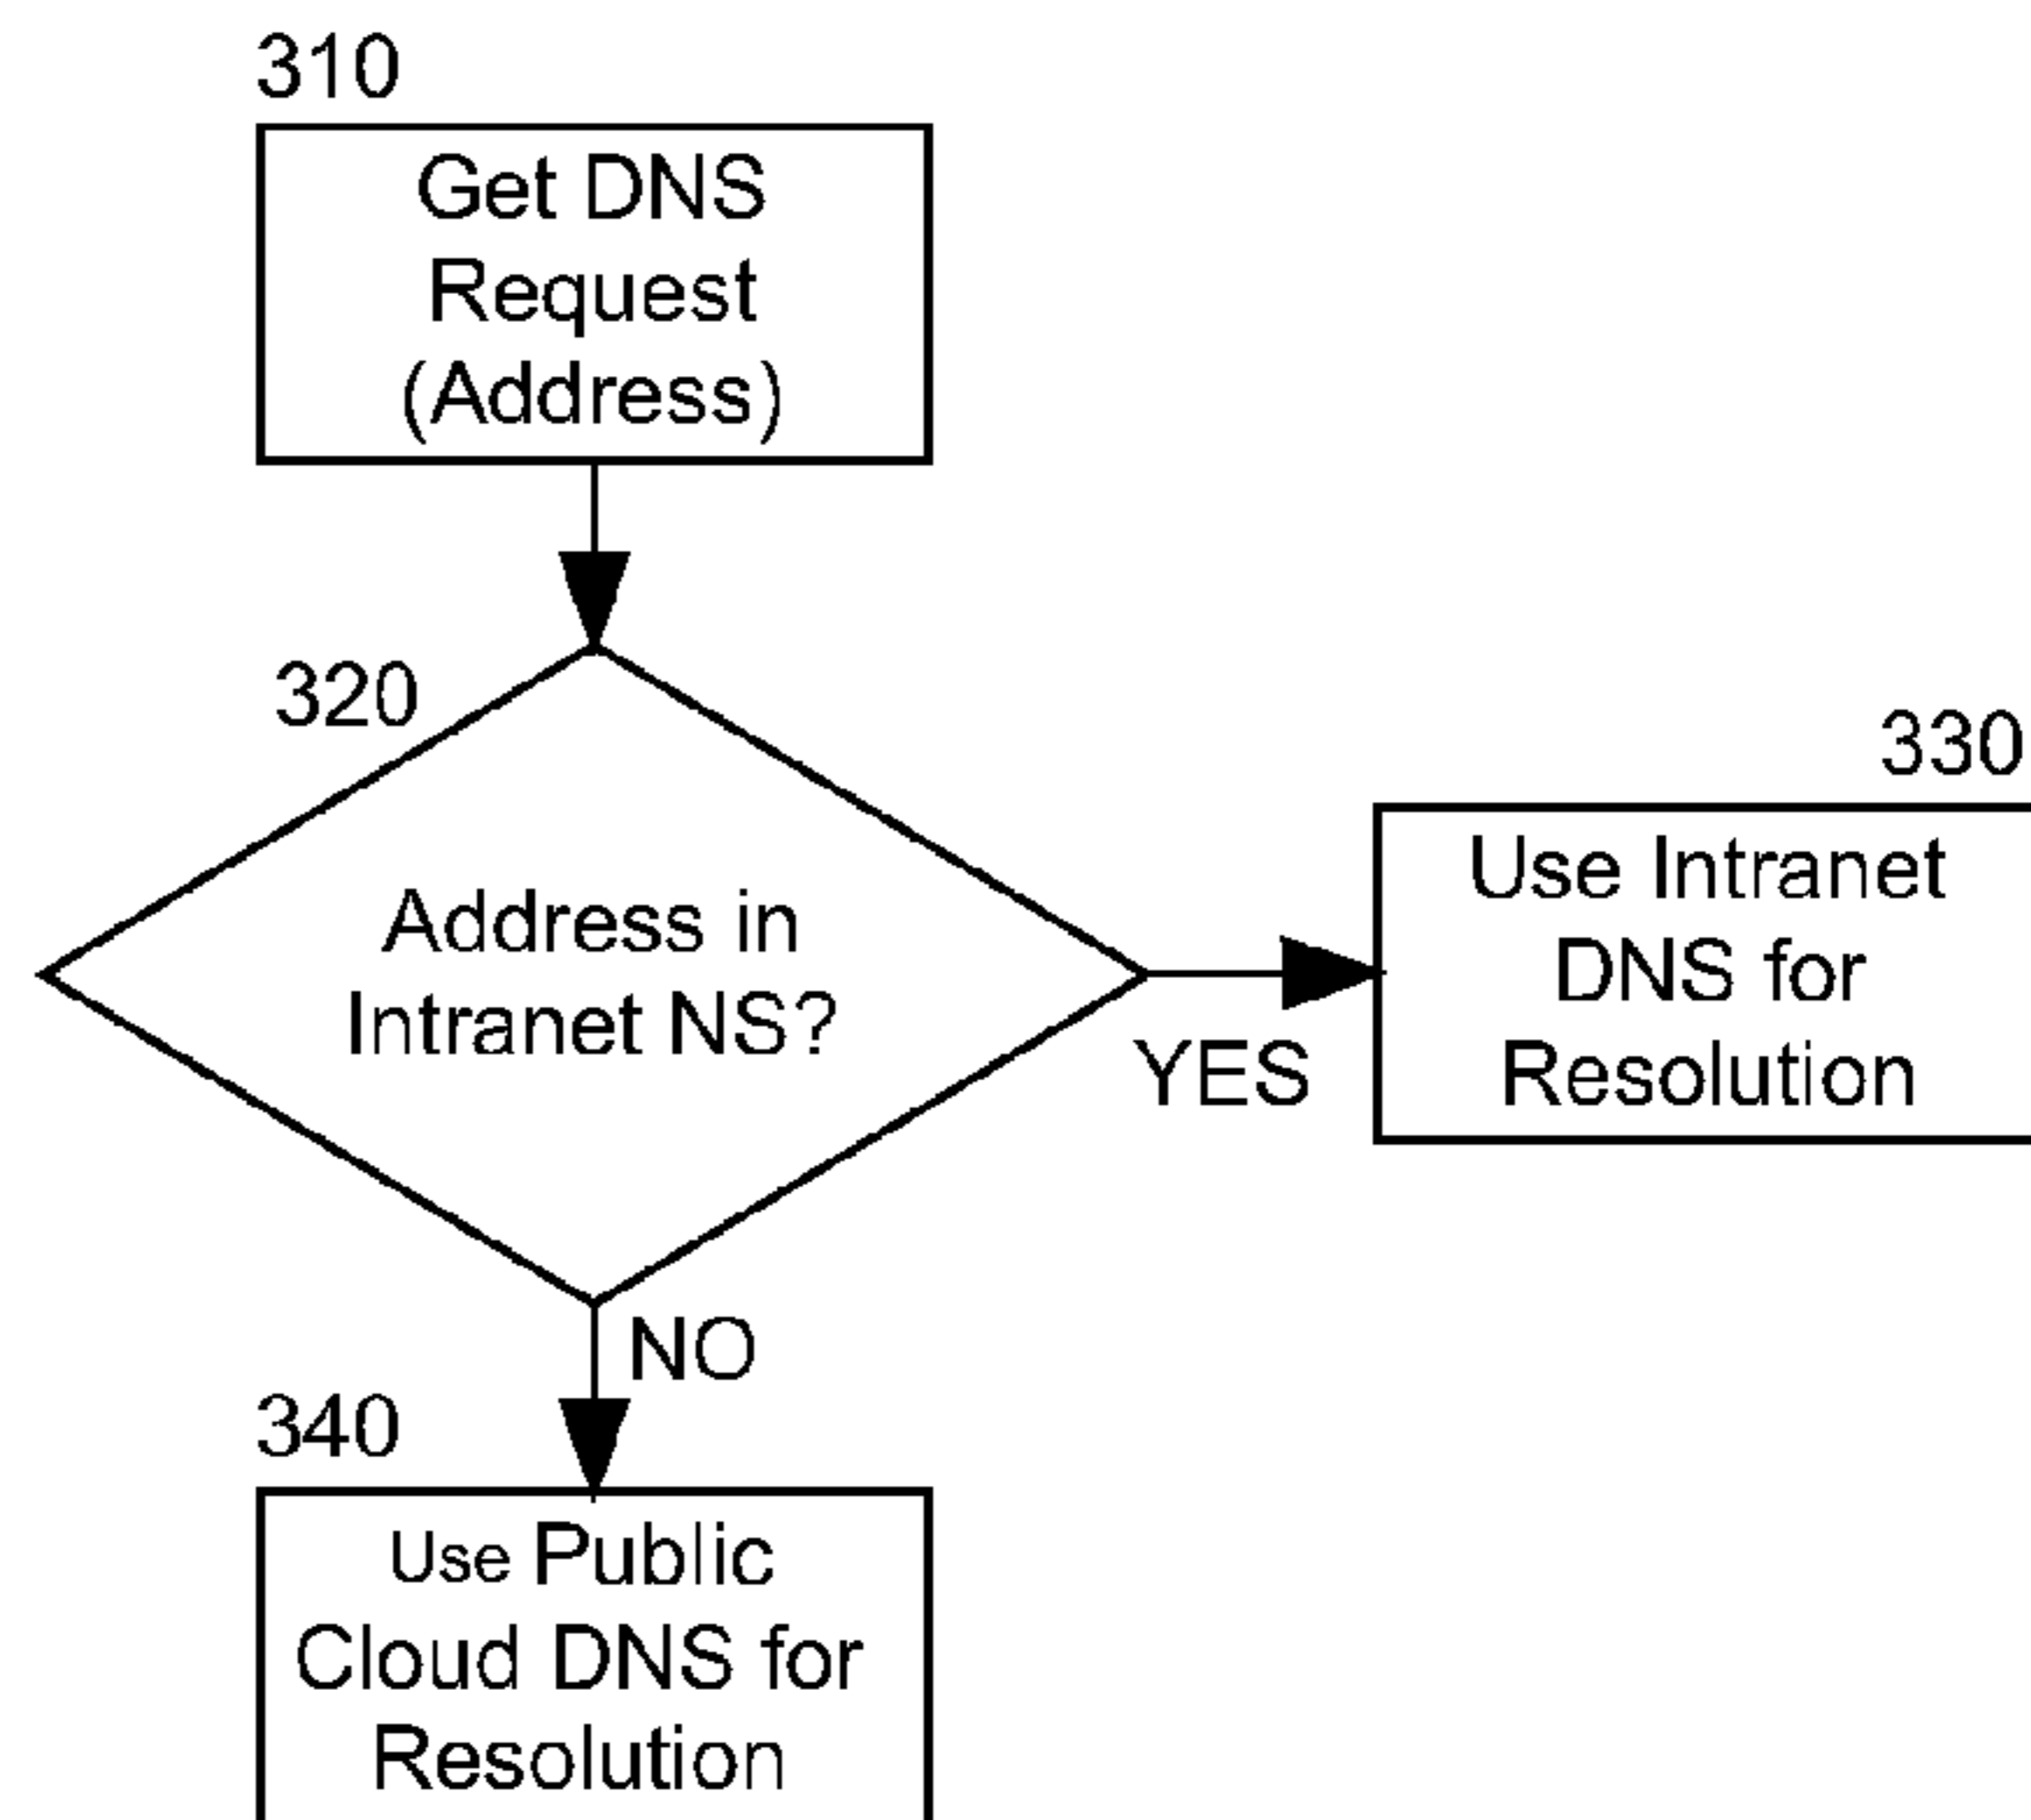 310
Get DNS
Request
(Address)
320
Address in
Intranet NS?
YES
330
Use Intranet
DNS for
Resolution
NO
340
Use Public
Cloud DNS for
Resolution